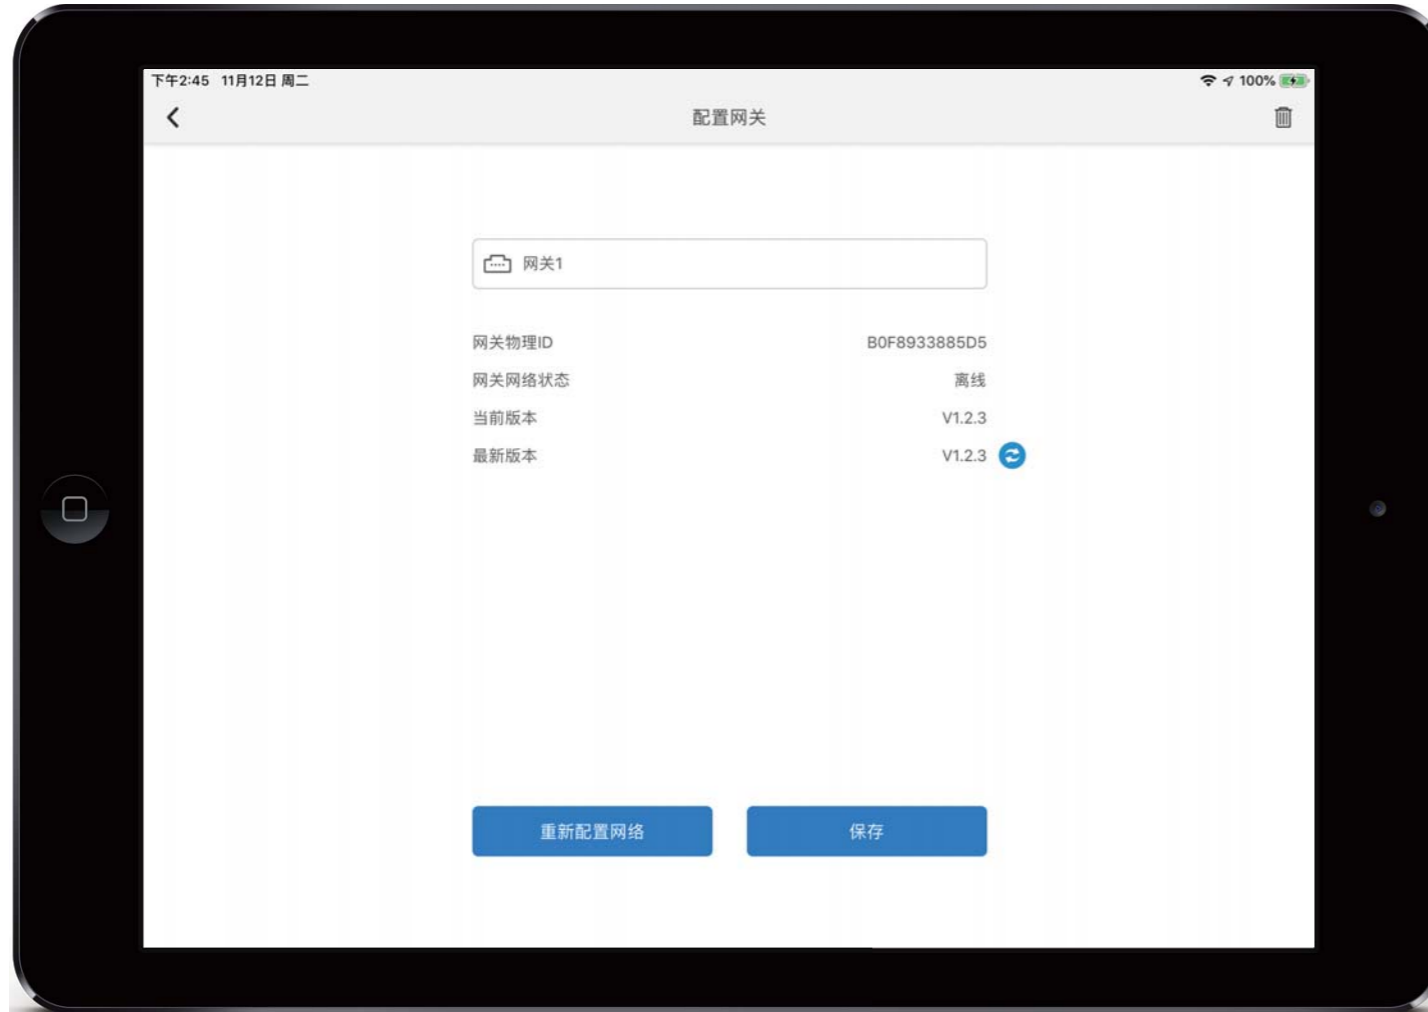 下午2:45 11月12日 周二 100%
配置网关
网关1
网关物理ID B0F8933885D5
网关网络状态 离线
当前版本 V1.2.3
最新版本 V1.2.3
重新配置网络 保存